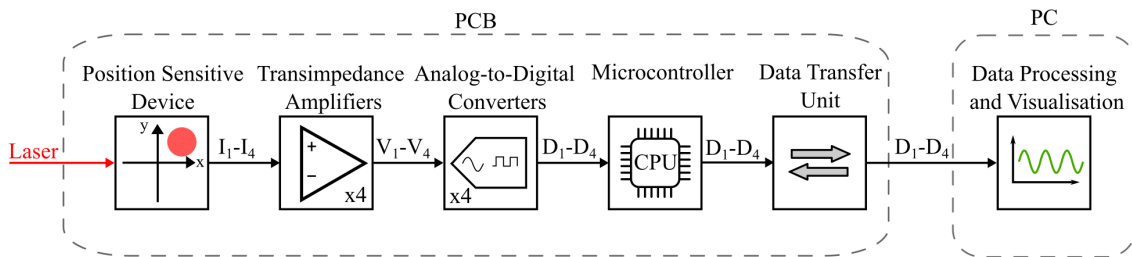 PCB
PC
Position Sensitive
Device
Transimpedance
Amplifiers
Analog-to-Digital
Converters
Microcontroller
Data Transfer
Unit
Data Processing
and Visualisation
Laser
y
x
I₁-I₄
+
−
x4
V₁-V₄
x4
D₁-D₄
CPU
D₁-D₄
D₁-D₄